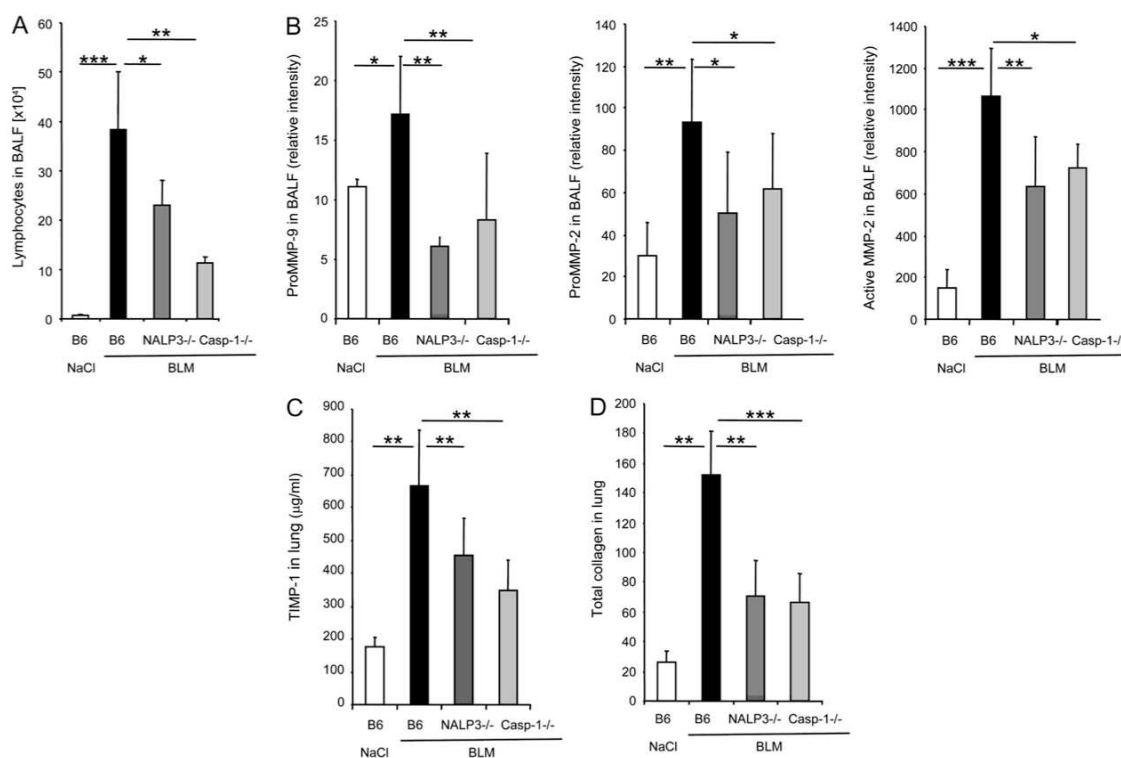 A
Lymphocytes in BALF [x10⁴]
60
50
40
30
20
10
0
***
*
**
B6
B6
NALP3-/- Casp-1-/-
NaCl
BLM
B
ProMMP-9 in BALF (relative intensity)
25
20
15
10
5
0
*
**
**
B6
B6
NALP3-/-
Casp-1-/-
NaCl
BLM
ProMMP-2 in BALF (relative intensity)
140
120
100
80
60
40
20
0
**
*
*
B6
B6
NALP3-/-
Casp-1-/-
NaCl
BLM
Active MMP-2 in BALF (relative intensity)
1400
1200
1000
800
600
400
200
0
***
**
*
B6
B6
NALP3-/-
Casp-1-/-
NaCl
BLM
C
TIMP-1 in lung (µg/ml)
900
800
700
600
500
400
300
200
100
0
**
**
**
B6
B6
NALP3-/-
Casp-1-/-
NaCl
BLM
D
Total collagen in lung
200
180
160
140
120
100
80
60
40
20
0
**
**
***
B6
B6
NALP3-/-
Casp-1-/-
NaCl
BLM